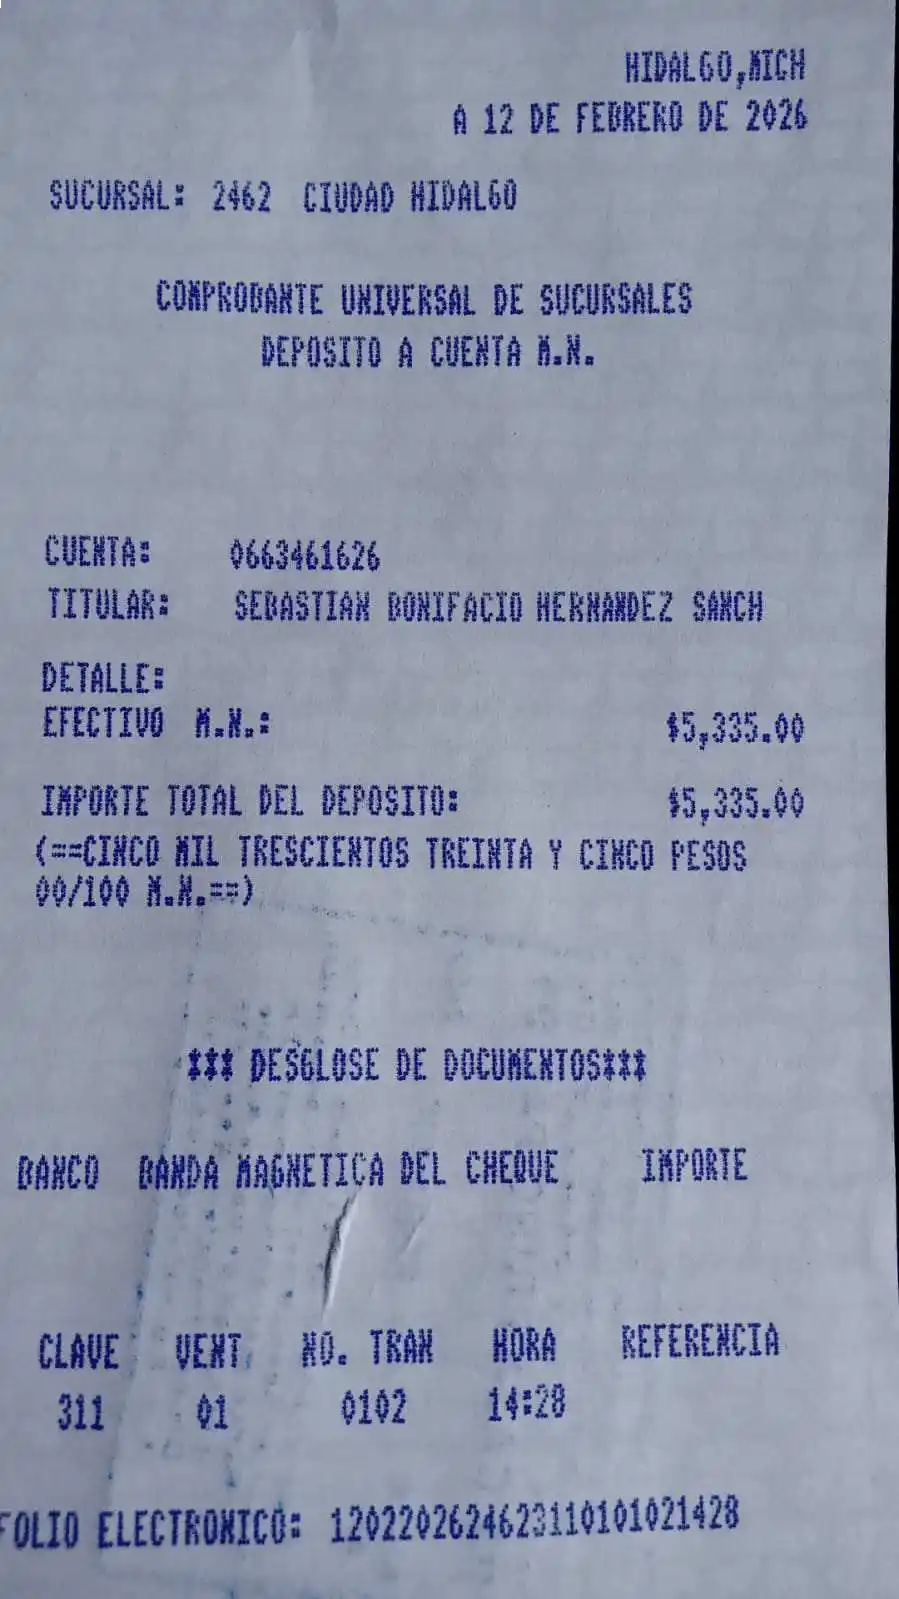 HIDALGO,MICH
A 12 DE FEBRERO DE 2026
SUCURSAL: 2462 CIUDAD HIDALGO
COMPROBANTE UNIVERSAL DE SUCURSALES
DEPOSITO A CUENTA M.N.
CUENTA: 0663461626
TITULAR: SEBASTIAN BONIFACIO HERNANDEZ SANCH
DETALLE:
EFECTIVO M.N.: $5,335.00
IMPORTE TOTAL DEL DEPOSITO: $5,335.00
(==CINCO MIL TRESCIENTOS TREINTA Y CINCO PESOS
00/100 M.N.==)
*** DESGLOSE DE DOCUMENTOS***
BANCO BANDA MAGNETICA DEL CHEQUE IMPORTE
CLAVE VENT NO. TRAN HORA REFERENCIA
311 01 0102 14:28
FOLIO ELECTRONICO: 1202202624623110101021428